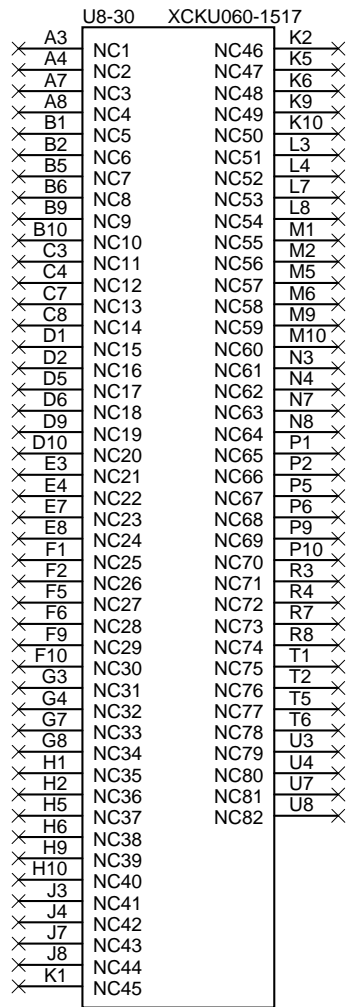 U8-30 XCKU060-1517
A3 NC1 NC46 K2
A4 NC2 NC47 K5
A7 NC3 NC48 K6
A8 NC4 NC49 K9
B1 NC5 NC50 K10
B2 NC6 NC51 L3
B5 NC7 NC52 L4
B6 NC8 NC53 L7
B9 NC9 NC54 L8
B10 NC10 NC55 M1
C3 NC11 NC56 M2
C4 NC12 NC57 M5
C7 NC13 NC58 M6
C8 NC14 NC59 M9
D1 NC15 NC60 M10
D2 NC16 NC61 N3
D5 NC17 NC62 N4
D6 NC18 NC63 N7
D9 NC19 NC64 N8
D10 NC20 NC65 P1
E3 NC21 NC66 P2
E4 NC22 NC67 P5
E7 NC23 NC68 P6
E8 NC24 NC69 P9
F1 NC25 NC70 P10
F2 NC26 NC71 R3
F5 NC27 NC72 R4
F6 NC28 NC73 R7
F9 NC29 NC74 R8
F10 NC30 NC75 T1
G3 NC31 NC76 T2
G4 NC32 NC77 T5
G7 NC33 NC78 T6
G8 NC34 NC79 U3
H1 NC35 NC80 U4
H2 NC36 NC81 U7
H5 NC37 NC82 U8
H6 NC38
H9 NC39
H10 NC40
J3 NC41
J4 NC42
J7 NC43
J8 NC44
K1 NC45